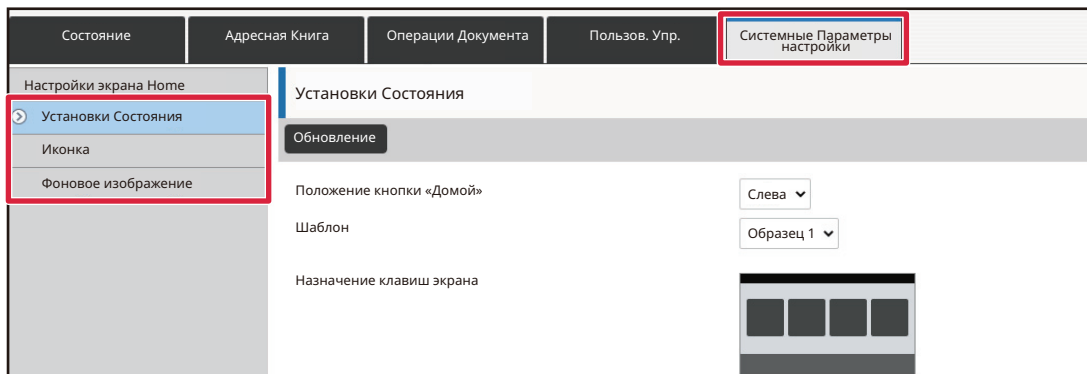 Состояние
Адресная Книга
Операции Документа
Пользов. Упр.
Системные Параметры
настройки
Настройки экрана Home
Установки Состояния
Иконка
Фоновое изображение
Установки Состояния
Обновление
Положение кнопки «Домой»
Слева
Шаблон
Образец 1
Назначение клавиш экрана